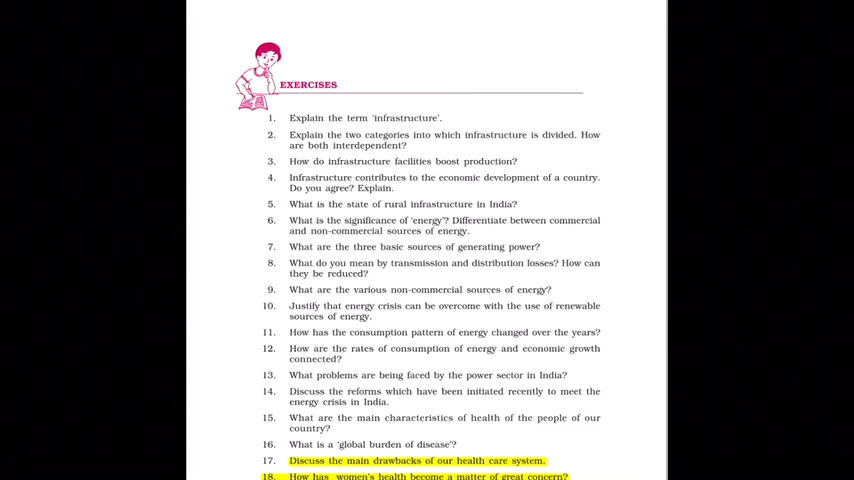 EXERCISES
1. Explain the term ‘infrastructure’.
2. Explain the two categories into which infrastructure is divided. How
are both interdependent?
3. How do infrastructure facilities boost production?
4. Infrastructure contributes to the economic development of a country.
Do you agree? Explain.
5. What is the state of rural infrastructure in India?
6. What is the significance of ‘energy’? Differentiate between commercial
and non-commercial sources of energy.
7. What are the three basic sources of generating power?
8. What do you mean by transmission and distribution losses? How can
they be reduced?
9. What are the various non-commercial sources of energy?
10. Justify that energy crisis can be overcome with the use of renewable
sources of energy.
11. How has the consumption pattern of energy changed over the years?
12. How are the rates of consumption of energy and economic growth
connected?
13. What problems are being faced by the power sector in India?
14. Discuss the reforms which have been initiated recently to meet the
energy crisis in India.
15. What are the main characteristics of health of the people of our
country?
16. What is a ‘global burden of disease’?
17. Discuss the main drawbacks of our health care system.
18. How has women’s health become a matter of great concern?